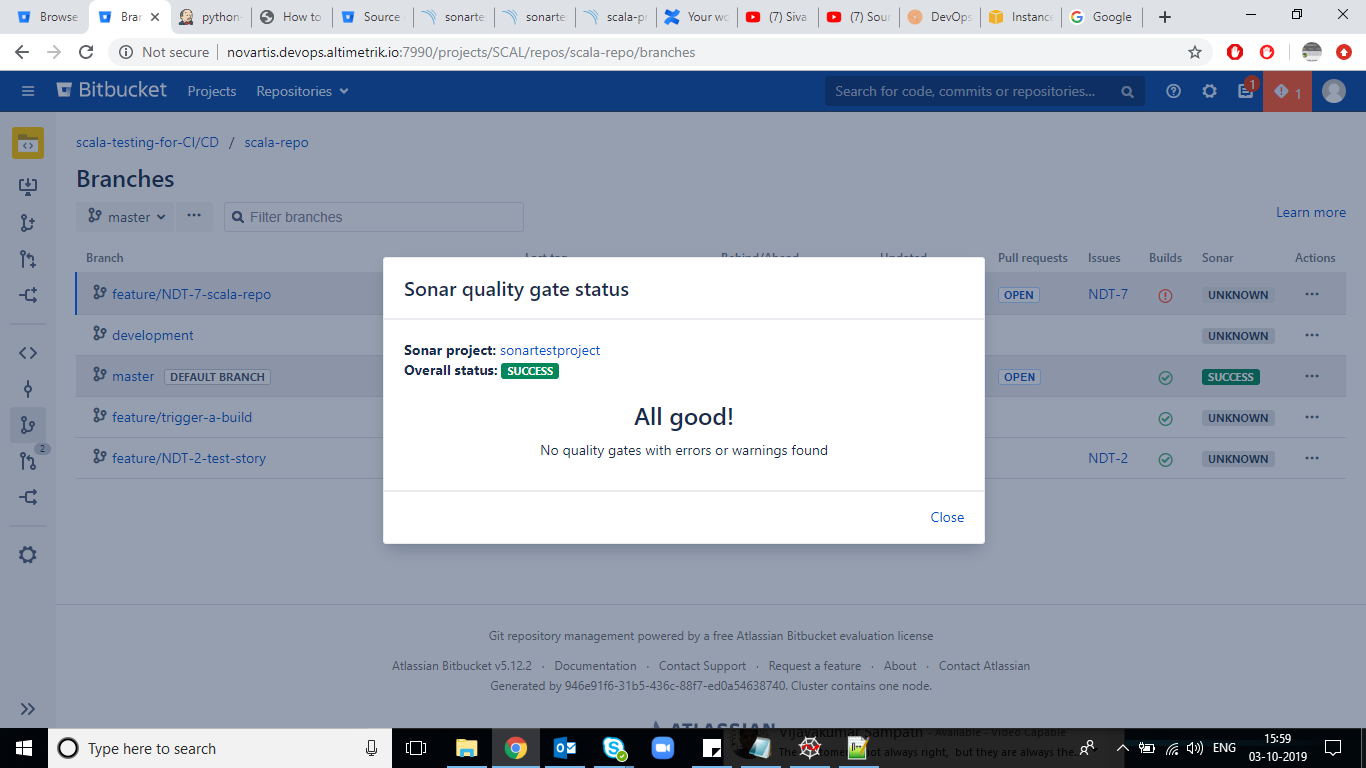 Browse
Bran
python-
How to
Source
sonarte
sonarte
scala-pr
Your wo
(7) Siva
(7) Sour
DevOps
Instance
Google
Not secure | novartis.devops.altimetrik.io:7990/projects/SCAL/repos/scala-repo/branches
Bitbucket Projects Repositories Search for code, commits or repositories... 1 1
scala-testing-for-CI/CD / scala-repo
Branches
master ··· Filter branches Learn more
Branch Last tag Behind/Ahead Updated Pull requests Issues Builds Sonar Actions
feature/NDT-7-scala-repo OPEN NDT-7 UNKNOWN ···
development UNKNOWN ···
master DEFAULT BRANCH OPEN SUCCESS ···
feature/trigger-a-build UNKNOWN ···
feature/NDT-2-test-story NDT-2 UNKNOWN ···
2
Sonar quality gate status
Sonar project: sonartestproject
Overall status: SUCCESS
All good!
No quality gates with errors or warnings found
Close
Git repository management powered by a free Atlassian Bitbucket evaluation license
Atlassian Bitbucket v5.12.2 · Documentation · Contact Support · Request a feature · About · Contact Atlassian
Generated by 946e91f6-31b5-436c-88f7-ed0a54638740. Cluster contains one node.
ATLASSIAN
Vijayakumar Sampath - Available - Video Capable
not always right, but they are always the...
Type here to search
ENG
15:59
03-10-2019